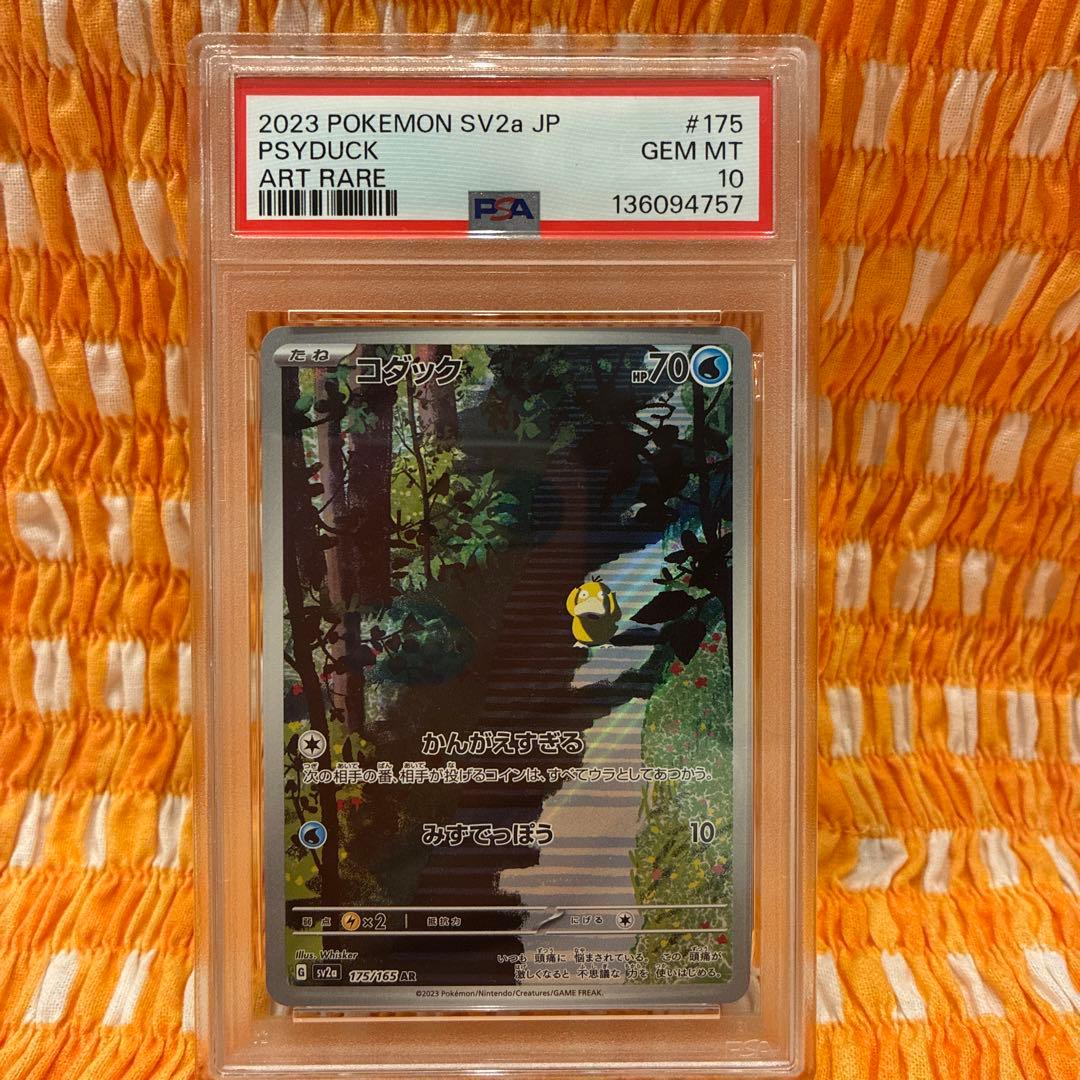 2023 POKEMON SV2a JP #175
PSYDUCK GEM MT
ART RARE 10
PSA 136094757
たね コダック HP70
かんがえすぎる
次の相手の番、相手が投げるコインは、すべてウラとしてあつかう。
みずでっぽう 10
弱点 ×2 抵抗力 にげる
Illus. Whisker
いつも 頭痛に 悩まされている。 この 頭痛が
激しくなると 不思議な 力を 使いはじめる。
G sv2a 175/165 AR
©2023 Pokémon/Nintendo/Creatures/GAME FREAK.
PSA